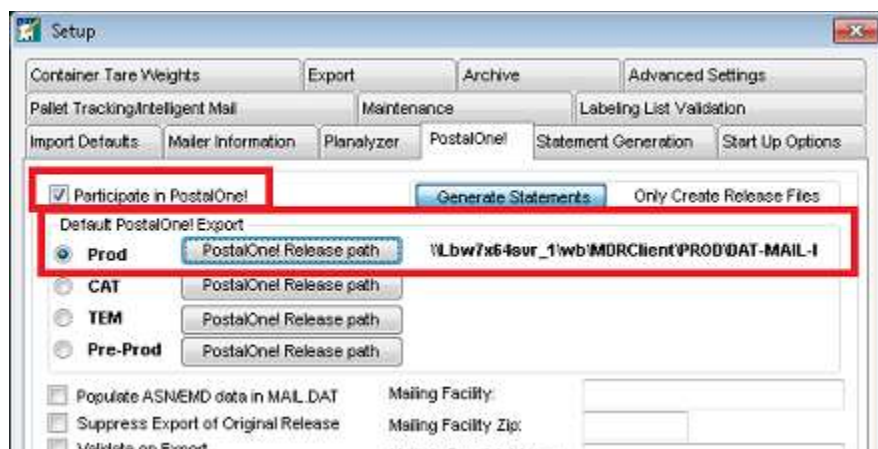 Setup
Container Tare Weights Export Archive Advanced Settings
Pallet Tracking/Intelligent Mail Maintenance Labeling List Validation
Import Defaults Mailer Information Planalyzer PostalOne! Statement Generation Start Up Options
Participate in PostalOne! Generate Statements Only Create Release Files
Default PostalOne! Export
Prod PostalOne! Release path \\Lbw7x64svr_1\wb\MDRClient\PROD\DAT-MAIL-I
CAT PostalOne! Release path
TEM PostalOne! Release path
Pre-Prod PostalOne! Release path
Populate ASN/EMD data in MAIL.DAT Mailing Facility:
Suppress Export of Original Release Mailing Facility Zip:
Validate on Export